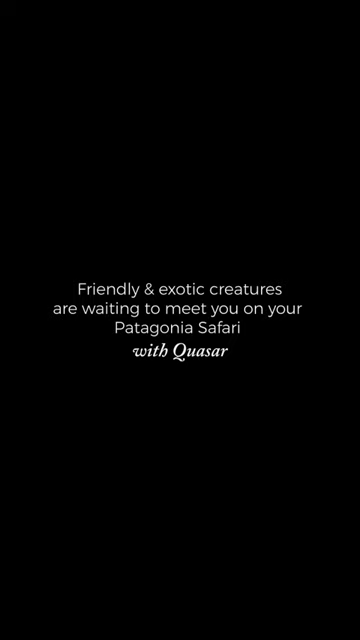 Friendly & exotic creatures
are waiting to meet you on your
Patagonia Safari
with Quasar